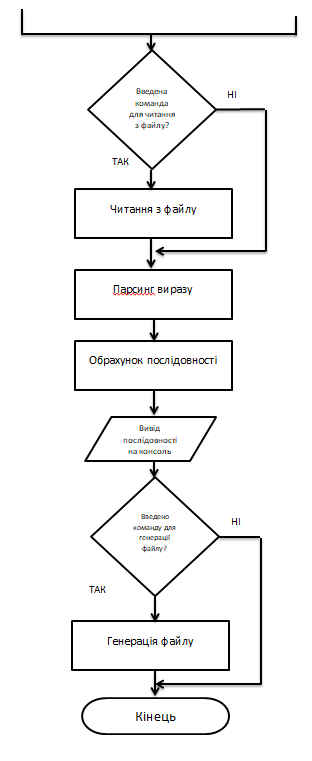 Введена
команда
для читання
з файлу?
НІ
ТАК
Читання з файлу
Парсинг виразу
Обрахунок послідовності
Вивід
послідовності
на консоль
Введено
команду для
генерації
файлу?
НІ
ТАК
Генерація файлу
Кінець